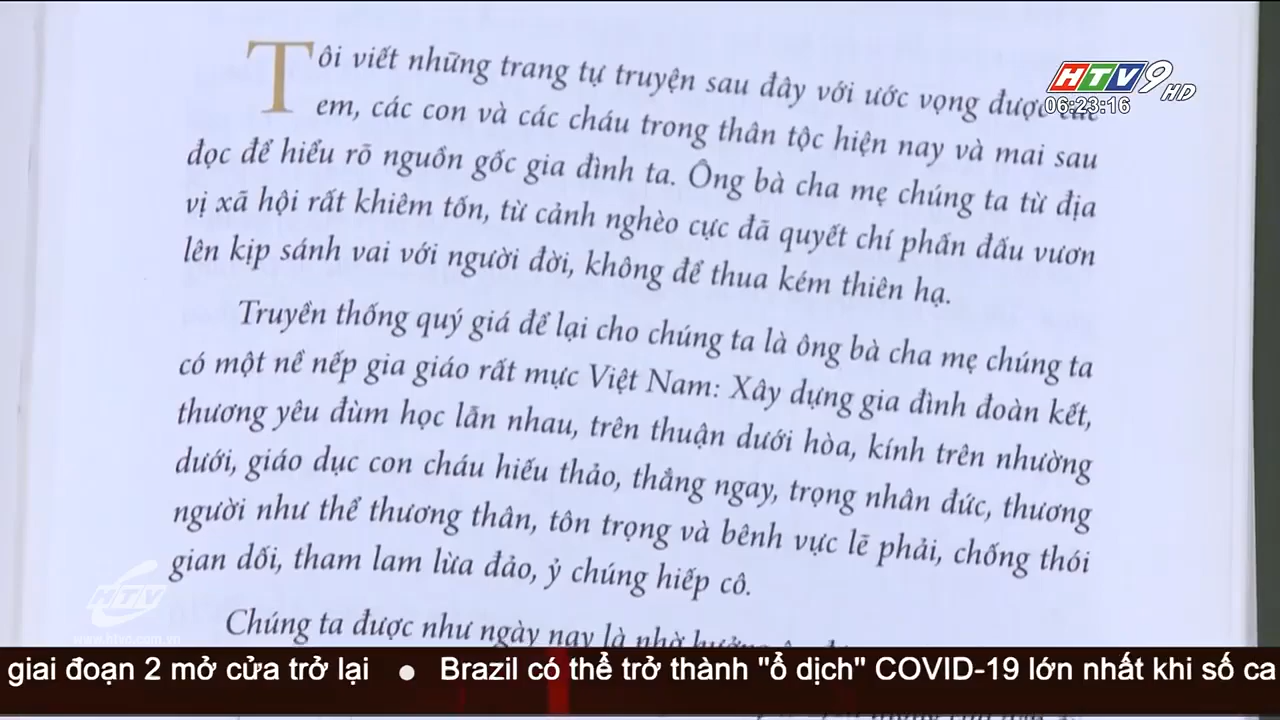 Tôi viết những trang tự truyện sau đây với ước vọng được các
em, các con và các cháu trong thân tộc hiện nay và mai sau
đọc để hiểu rõ nguồn gốc gia đình ta. Ông bà cha mẹ chúng ta từ địa
vị xã hội rất khiêm tốn, từ cảnh nghèo cực đã quyết chí phấn đấu vươn
lên kịp sánh vai với người đời, không để thua kém thiên hạ.
Truyền thống quý giá để lại cho chúng ta là ông bà cha mẹ chúng ta
có một nề nếp gia giáo rất mực Việt Nam: Xây dựng gia đình đoàn kết,
thương yêu đùm học lẫn nhau, trên thuận dưới hòa, kính trên nhường
dưới, giáo dục con cháu hiếu thảo, thẳng ngay, trọng nhân đức, thương
người như thể thương thân, tôn trọng và bênh vực lẽ phải, chống thói
gian dối, tham lam lừa đảo, ỷ chúng hiếp cô.
Chúng ta được như ngày nay là nhờ hưởng
HTV9 HD
06:23:16
HTV
www.htvc.com.vn
giai đoạn 2 mở cửa trở lại ● Brazil có thể trở thành "ổ dịch" COVID-19 lớn nhất khi số ca